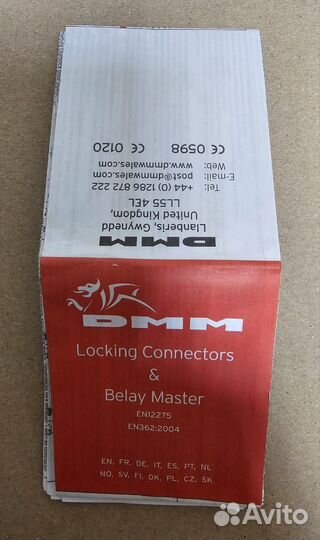 DMM
Llanberis, Gwynedd
United Kingdom,
LL55 4EL
Tel: +44 (0) 1286 872 222
E-mail: post@dmmwales.com
Web: www.dmmwales.com
CE 0598 CE 0120
DMM
Locking Connectors
&
Belay Master
EN12275
EN362:2004
EN, FR, DE, IT, ES, PT, NL
NO, SV, FI, DK, PL, CZ, SK
Avito